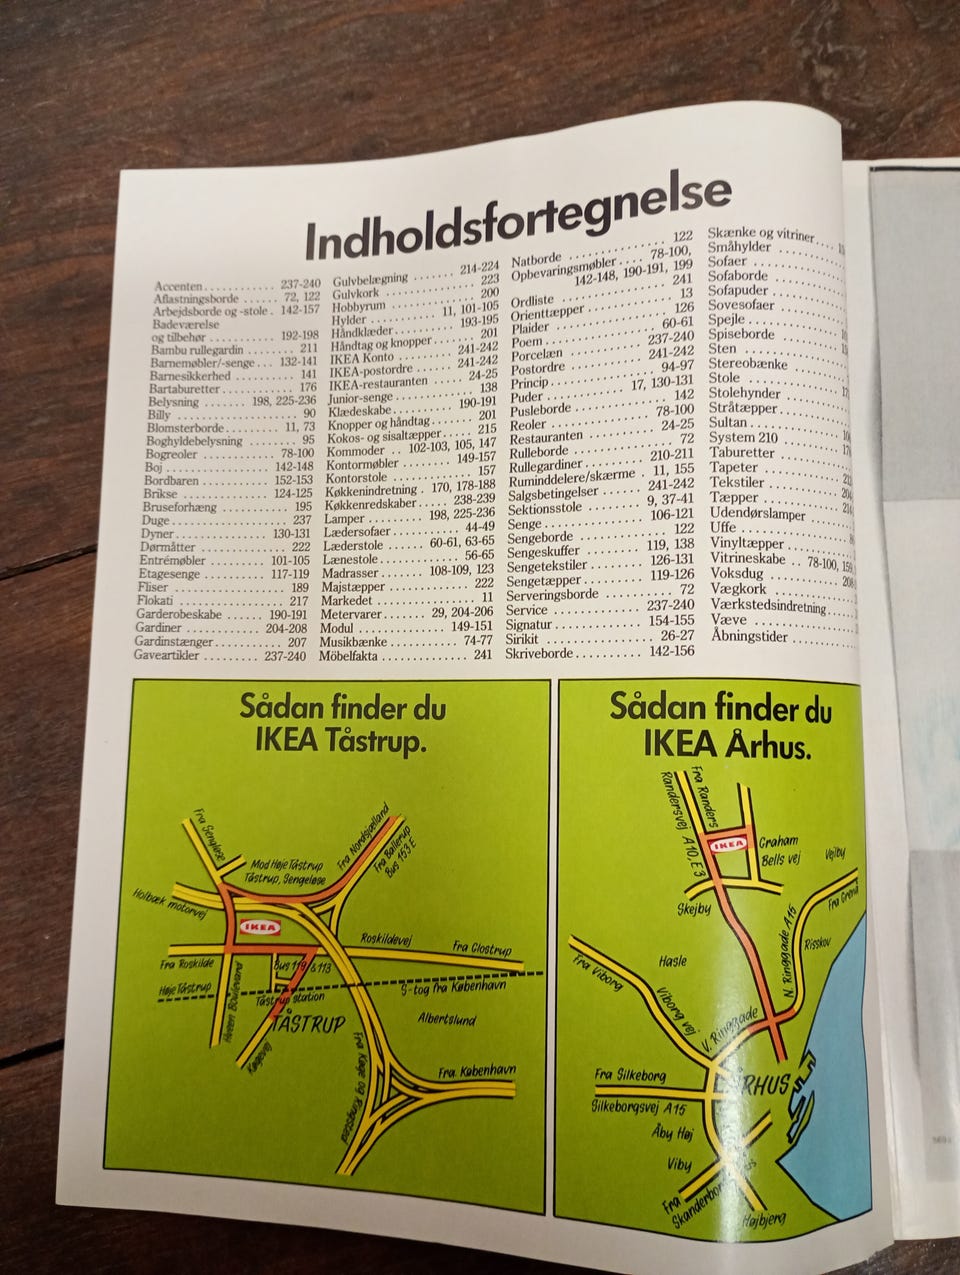 Indholdsfortegnelse
Accenten ........... 237-240
Aflastningsborde ...... 72, 122
Arbejdsborde og -stole . 142-157
Badeværelse
og tilbehør ......... 192-198
Bambu rullegardin ........ 211
Barnemøbler/-senge ... 132-141
Barnesikkerhed ......... 141
Bartaburetter .......... 176
Belysning ....... 198, 225-236
Billy ................ 90
Blomsterborde ........ 11, 73
Boghyldebelysning ........ 95
Bogreoler ............ 78-100
Boj ................ 142-148
Bordbaren ........... 152-153
Brikse .............. 124-125
Bruseforhæng .......... 195
Duge ................ 237
Dyner .............. 130-131
Dørmåtter ............. 222
Entrémøbler ......... 101-105
Etagesenge .......... 117-119
Fliser ................ 189
Flokati ............... 217
Garderobeskabe ....... 190-191
Gardiner ............ 204-208
Gardinstænger ........... 207
Gaveartikler ......... 237-240
Gulvbelægning ....... 214-224
Gulvkork ............. 223
Hobbyrum ............ 200
Hylder .......... 11, 101-105
Håndklæder ......... 193-195
Håndtag og knopper ....... 201
IKEA Konto ......... 241-242
IKEA-postordre ...... 241-242
IKEA-restauranten ..... 24-25
Junior-senge ........... 138
Klædeskabe .......... 190-191
Knopper og håndtag ....... 201
Kokos- og sisaltæpper ..... 215
Kommoder .. 102-103, 105, 147
Kontormøbler ........ 149-157
Kontorstole ............ 157
Køkkenindretning . 170, 178-188
Køkkenredskaber ...... 238-239
Lamper ......... 198, 225-236
Lædersofaer .......... 44-49
Læderstole ...... 60-61, 63-65
Lænestole ............ 56-65
Madrasser ....... 108-109, 123
Majstæpper ............ 222
Markedet .............. 11
Metervarer ....... 29, 204-206
Modul ............. 149-151
Musikbænke ........... 74-77
Möbelfakta ............. 241
Natborde .............. 122
Opbevaringsmøbler .... 78-100,
142-148, 190-191, 199
Ordliste .............. 241
Orienttæpper ............ 13
Plaider ............... 126
Poem ................ 60-61
Porcelæn ........... 237-240
Postordre .......... 241-242
Princip ............. 94-97
Puder .......... 17, 130-131
Pusleborde ............ 142
Reoler .............. 78-100
Restauranten .......... 24-25
Rulleborde ............. 72
Rullegardiner ........ 210-211
Ruminddelere/skærme . 11, 155
Salgsbetingelser ...... 241-242
Sektionsstole ....... 9, 37-41
Senge .............. 106-121
Sengeborde ............ 122
Sengeskuffer ....... 119, 138
Sengetekstiler ....... 126-131
Sengetæpper ......... 119-126
Serveringsborde .......... 72
Service ............ 237-240
Signatur ............ 154-155
Sirikit ............... 26-27
Skriveborde .......... 142-156
Skænke og vitriner ....
Småhylder ............
Sofaer
Sofaborde
Sofapuder
Sovesofaer
Spejle
Spiseborde
Sten
Stereobænke
Stole
Stolehynder
Stråtæpper
Sultan
System 210
Taburetter
Tapeter
Tekstiler
Tæpper
Udendørslamper
Uffe
Vinyltæpper
Vitrineskabe .. 78-100,
Voksdug
Vægkork
Værkstedsindretning
Væve
Åbningstider
Sådan finder du
IKEA Tåstrup.
Fra Sengeløse
Mod Høje Tåstrup
Tåstrup, Sengeløse
Fra Nordsjælland
Fra Ballerup
Bus 153 E
Holbæk motorvej
IKEA
Roskildevej
Fra Glostrup
Fra Roskilde
Bus 119 & 113
Høje Tåstrup
Hveen Boulevard
Tåstrup station
S-tog fra København
TÅSTRUP
Albertslund
Køgevej
Fra Køge og Ringsted
Fra København
Sådan finder du
IKEA Århus.
Fra Randers
Randersvej A10, E3
IKEA
Graham
Bells vej
Vejlby
Skejby
Fra Grenå
N. Ringgade A15
Risskov
Hasle
Fra Viborg
Viborg vej
V. Ringgade
Fra Silkeborg
ÅRHUS
Silkeborgsvej A15
Åby Høj
Viby
Fra
Højbjerg